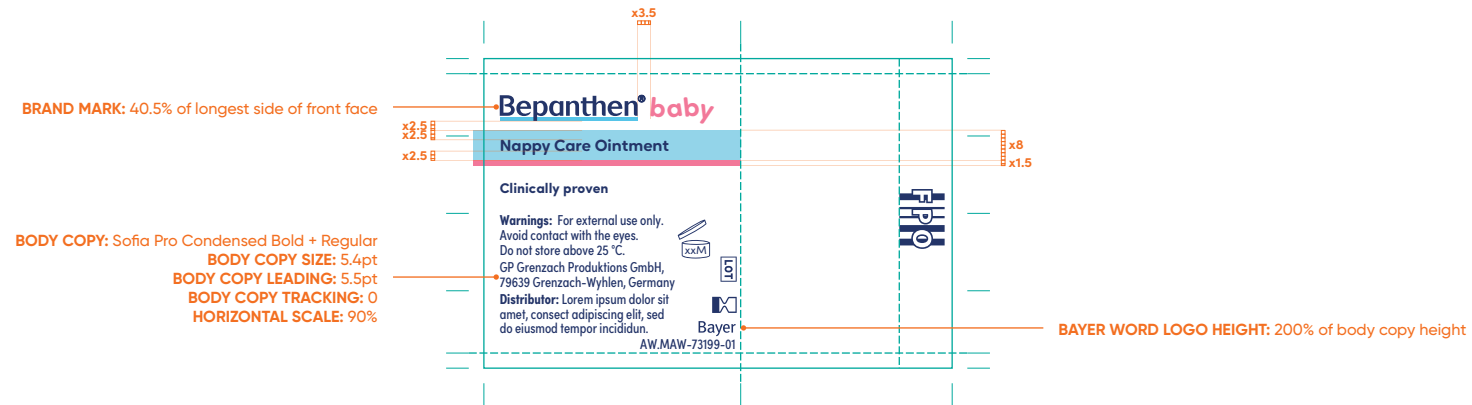 x3.5
BRAND MARK: 40.5% of longest side of front face
Bepanthen® baby
x2.5
x2.5
x2.5
Nappy Care Ointment
x8
x1.5
Clinically proven
Warnings: For external use only.
Avoid contact with the eyes.
Do not store above 25 °C.
GP Grenzach Produktions GmbH,
79639 Grenzach-Wyhlen, Germany
Distributor: Lorem ipsum dolor sit
amet, consect adipiscing elit, sed
do eiusmod tempor incididun.
xxM
LOT
Bayer
AW.MAW-73199-01
FPO
BODY COPY: Sofia Pro Condensed Bold + Regular
BODY COPY SIZE: 5.4pt
BODY COPY LEADING: 5.5pt
BODY COPY TRACKING: 0
HORIZONTAL SCALE: 90%
BAYER WORD LOGO HEIGHT: 200% of body copy height